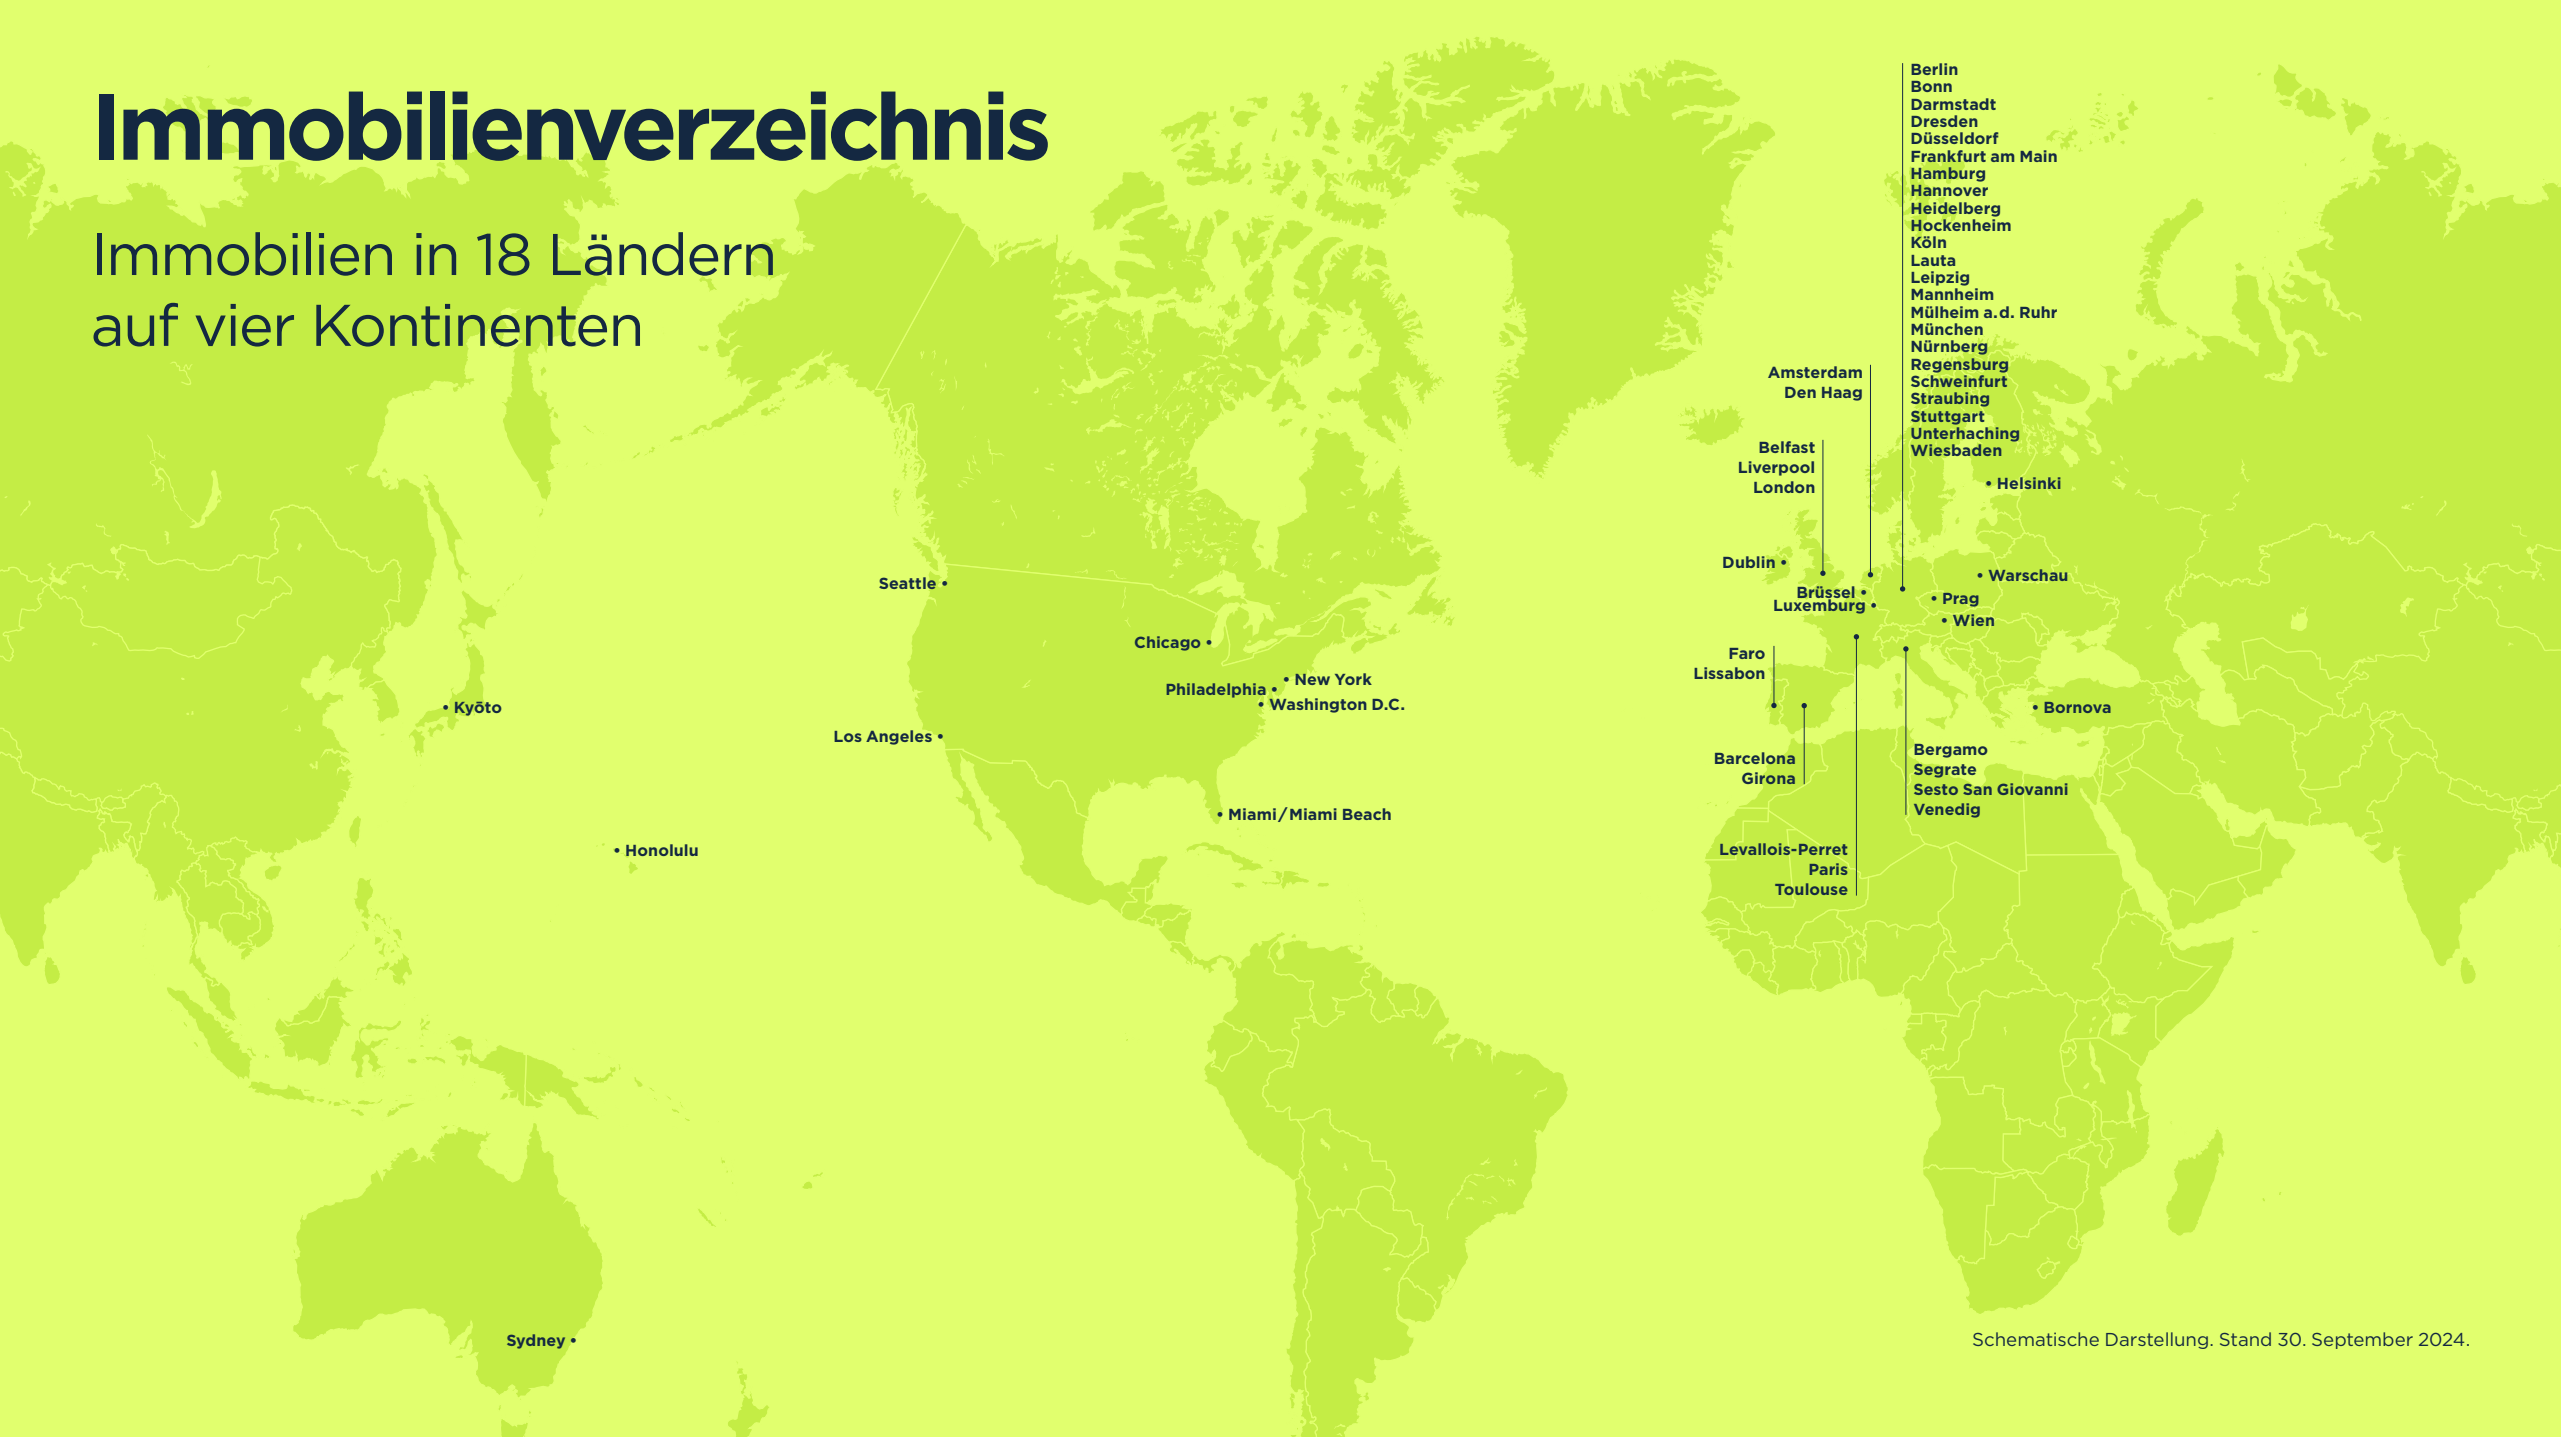 Immobilienverzeichnis
Immobilien in 18 Ländern
auf vier Kontinenten
Berlin
Bonn
Darmstadt
Dresden
Düsseldorf
Frankfurt am Main
Hamburg
Hannover
Heidelberg
Hockenheim
Köln
Lauta
Leipzig
Mannheim
Mülheim a.d. Ruhr
München
Nürnberg
Regensburg
Schweinfurt
Straubing
Stuttgart
Unterhaching
Wiesbaden
Amsterdam
Den Haag
Belfast
Liverpool
London
Helsinki
Dublin
Warschau
Brüssel
Luxemburg
Prag
Wien
Seattle
Chicago
New York
Philadelphia
Washington D.C.
Los Angeles
Miami/Miami Beach
Honolulu
Kyōto
Faro
Lissabon
Bornova
Barcelona
Girona
Bergamo
Segrate
Sesto San Giovanni
Venedig
Levallois-Perret
Paris
Toulouse
Sydney
Schematische Darstellung. Stand 30. September 2024.